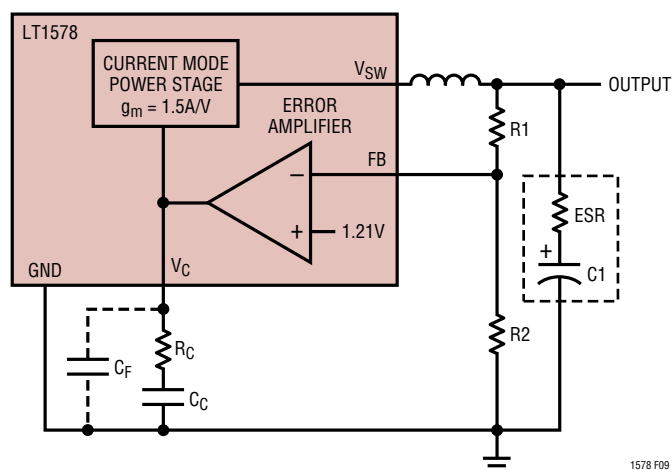 LT1578
CURRENT MODE
POWER STAGE
gm = 1.5A/V
VSW
OUTPUT
ERROR
AMPLIFIER
R1
FB
–
+
1.21V
ESR
+
C1
GND
VC
R2
RC
CF
CC
1578 F09